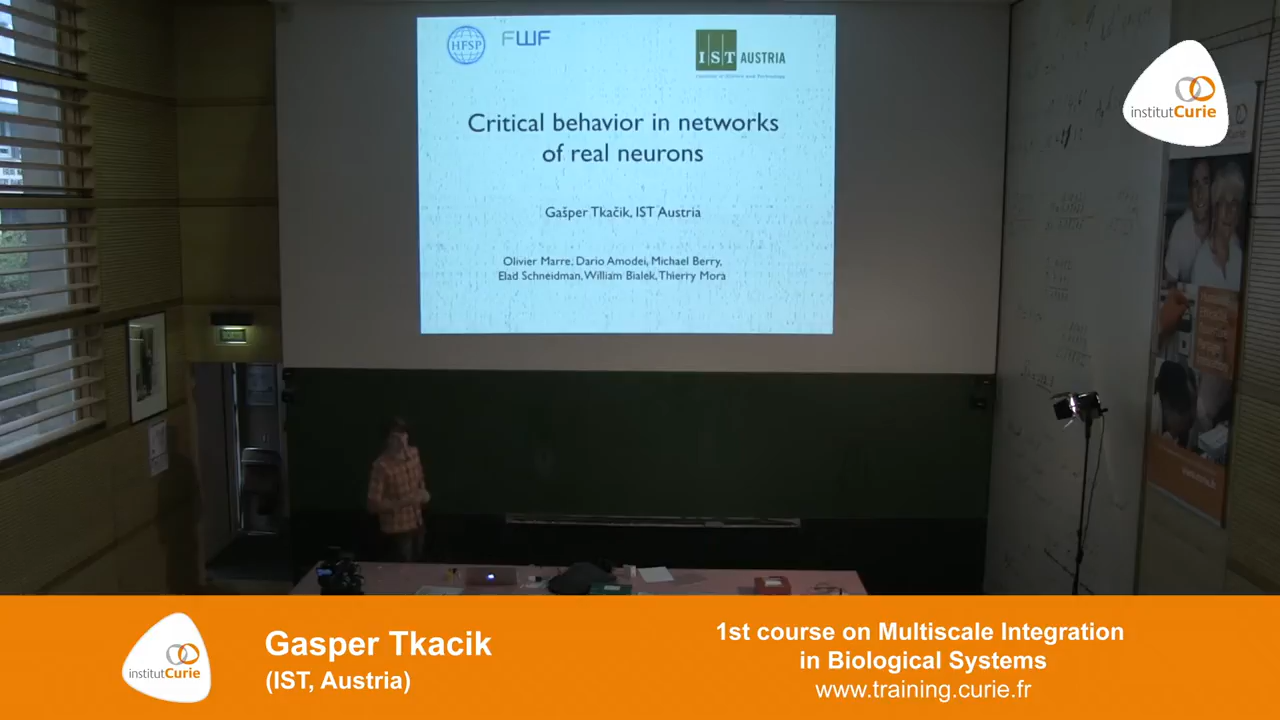 HFSP
FWF
IST AUSTRIA
Critical behavior in networks
of real neurons
Gašper Tkačik, IST Austria
Olivier Marre, Dario Amodei, Michael Berry,
Elad Schneidman, William Bialek, Thierry Mora
institutCurie
institutCurie
Gasper Tkacik
(IST, Austria)
1st course on Multiscale Integration
in Biological Systems
www.training.curie.fr